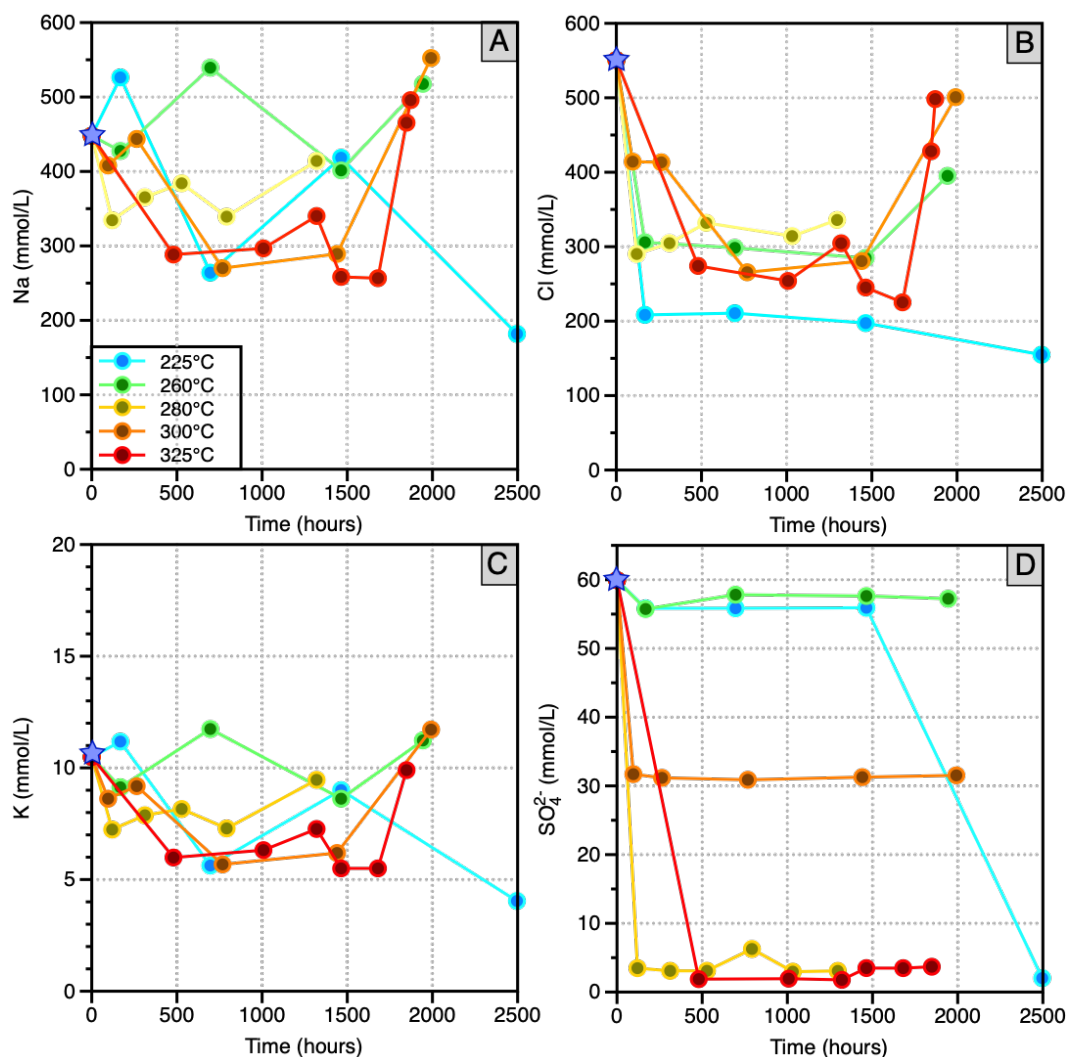 A
Na (mmol/L)
600
500
400
300
200
100
0
0 500 1000 1500 2000 2500
Time (hours)
225°C
260°C
280°C
300°C
325°C
B
Cl (mmol/L)
600
500
400
300
200
100
0
0 500 1000 1500 2000 2500
Time (hours)
C
K (mmol/L)
20
15
10
5
0
0 500 1000 1500 2000 2500
Time (hours)
D
SO₄²⁻ (mmol/L)
60
50
40
30
20
10
0
0 500 1000 1500 2000 2500
Time (hours)